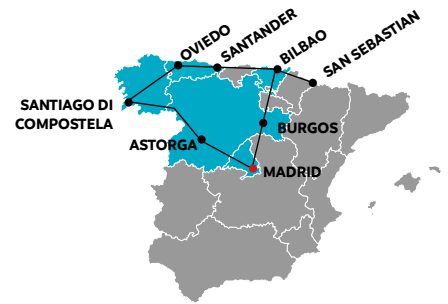 OVIEDO
SANTANDER
BILBAO
SAN SEBASTIAN
SANTIAGO DI
COMPOSTELA
BURGOS
ASTORGA
MADRID